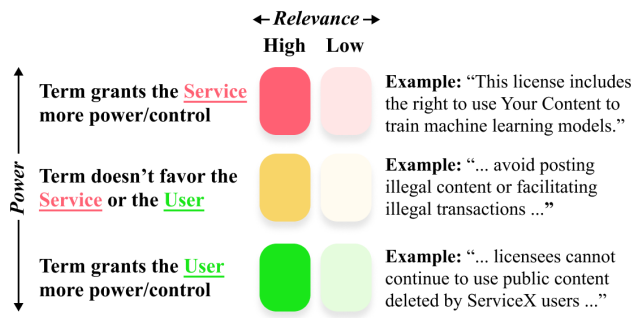 Relevance
High Low
Power
Term grants the Service
more power/control
Example: “This license includes
the right to use Your Content to
train machine learning models.”
Term doesn’t favor the
Service or the User
Example: “... avoid posting
illegal content or facilitating
illegal transactions ...”
Term grants the User
more power/control
Example: “... licensees cannot
continue to use public content
deleted by ServiceX users ...”